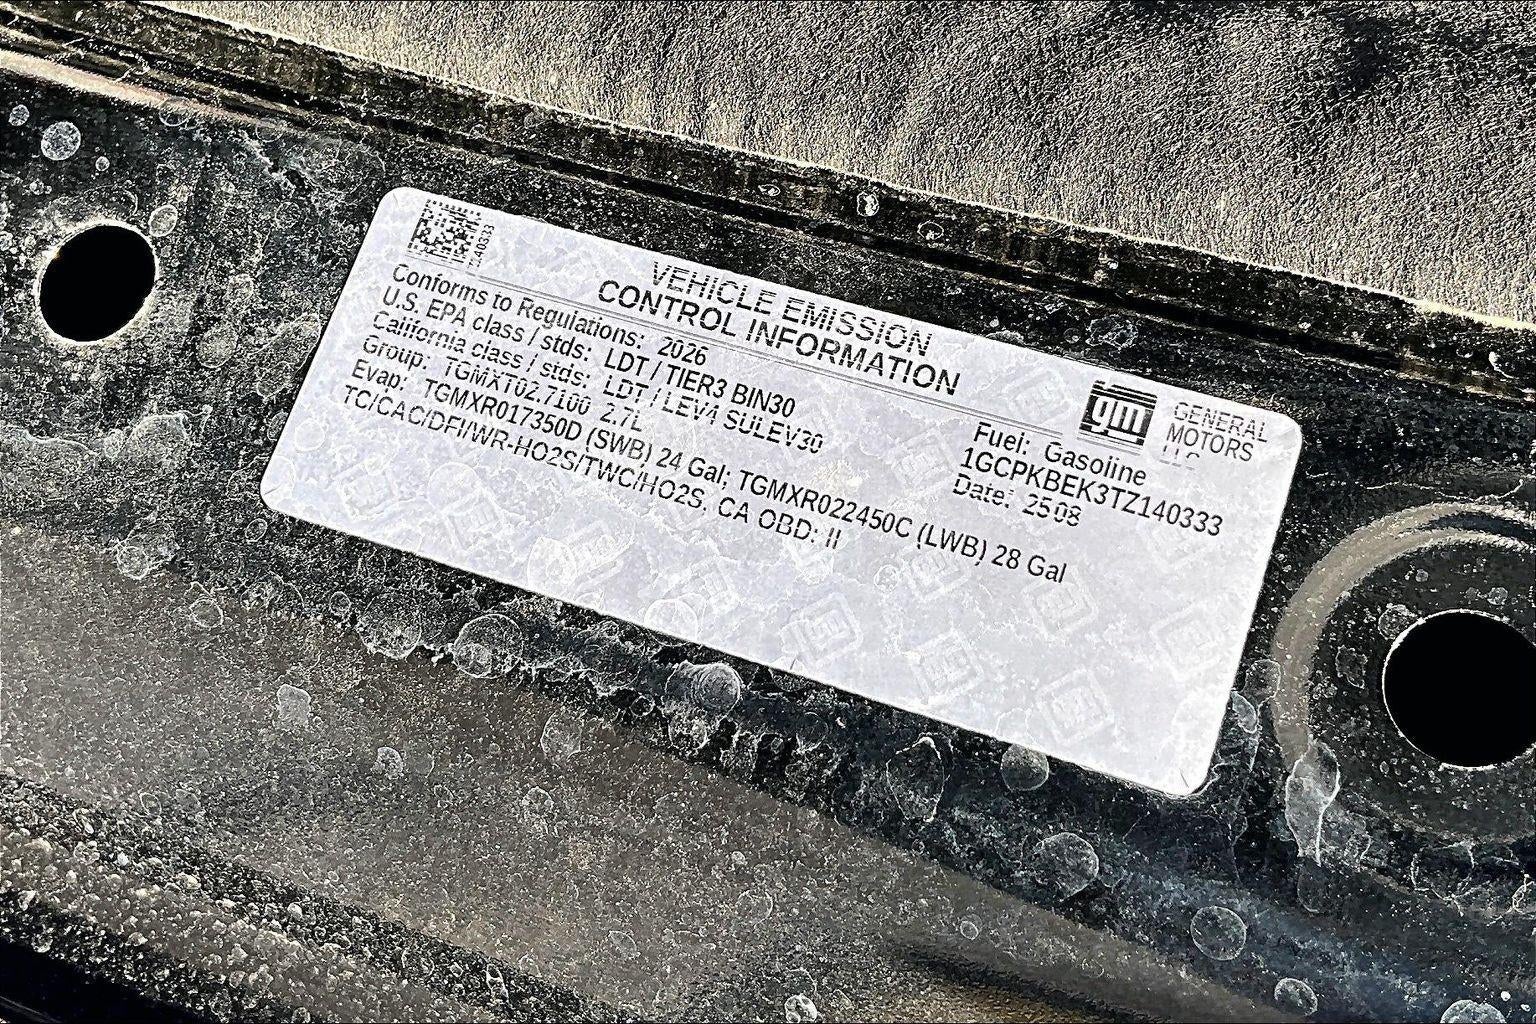 140333
VEHICLE EMISSION
CONTROL INFORMATION
Conforms to Regulations: 2026
U.S. EPA class / stds: LDT / TIER3 BIN30
California class / stds: LDT / LEV4 SULEV30
Group: TGMXT02.7100 2.7L
Evap: TGMXR017350D (SWB) 24 Gal; TGMXR022450C (LWB) 28 Gal
TC/CAC/DFI/WR-HO2S/TWC/HO2S, CA OBD: II
gm
GENERAL
MOTORS
LLC
Fuel: Gasoline
1GCPKBEK3TZ140333
Date: 2508